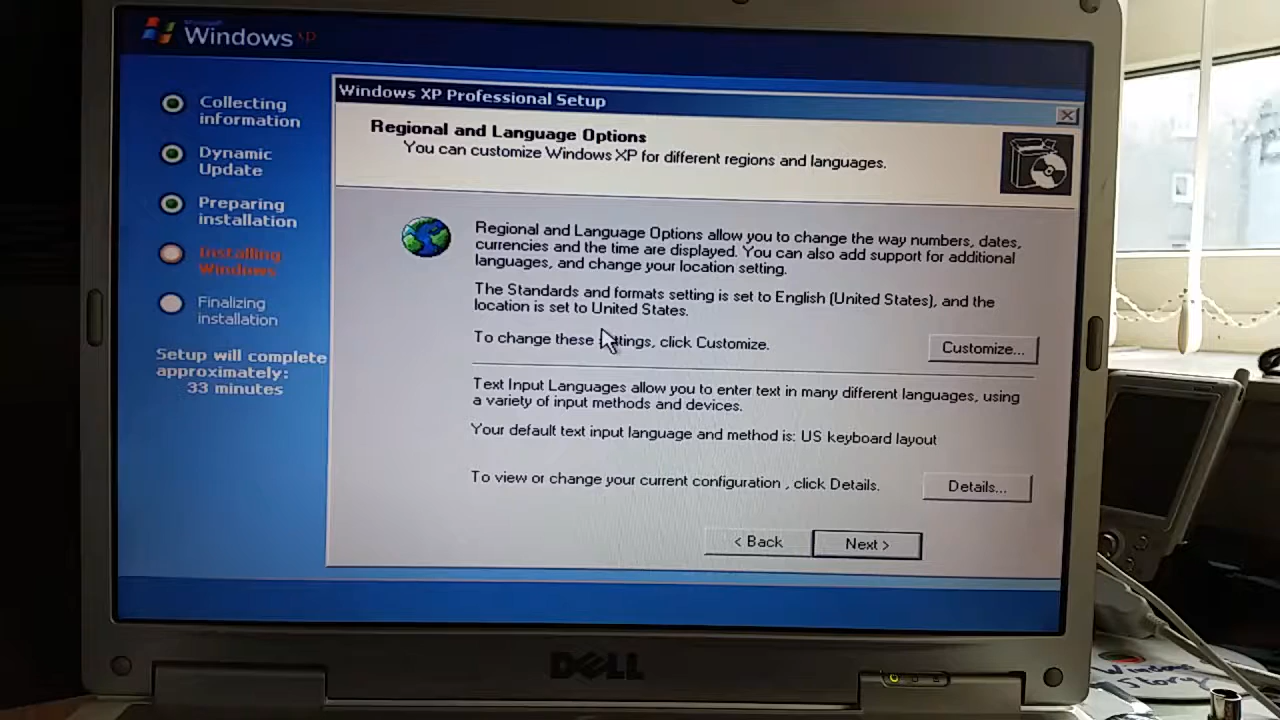 Microsoft
Windows XP
Collecting
information
Dynamic
Update
Preparing
installation
Installing
Windows
Finalizing
installation
Setup will complete
approximately:
33 minutes
Windows XP Professional Setup
Regional and Language Options
You can customize Windows XP for different regions and languages.
Regional and Language Options allow you to change the way numbers, dates,
currencies and the time are displayed. You can also add support for additional
languages, and change your location setting.
The Standards and formats setting is set to English (United States), and the
location is set to United States.
To change these settings, click Customize.
Customize...
Text Input Languages allow you to enter text in many different languages, using
a variety of input methods and devices.
Your default text input language and method is: US keyboard layout
To view or change your current configuration , click Details.
Details...
< Back
Next >
DELL
Windows
Story